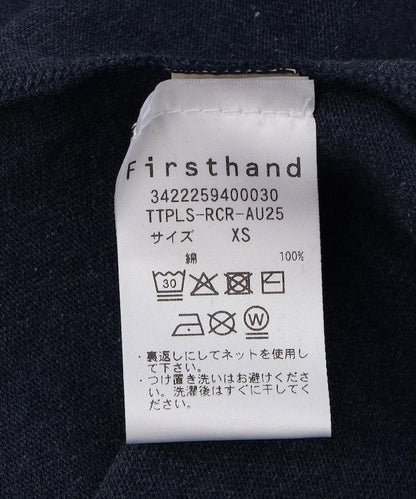 Firsthand
3422259400030
TTPLS-RCR-AU25
サイズ XS
綿 100%
30
W
・裏返しにしてネットを使用し
て下さい。
・つけ置き洗いはお避けくださ
い。洗濯後はすぐに干してく
ださい。